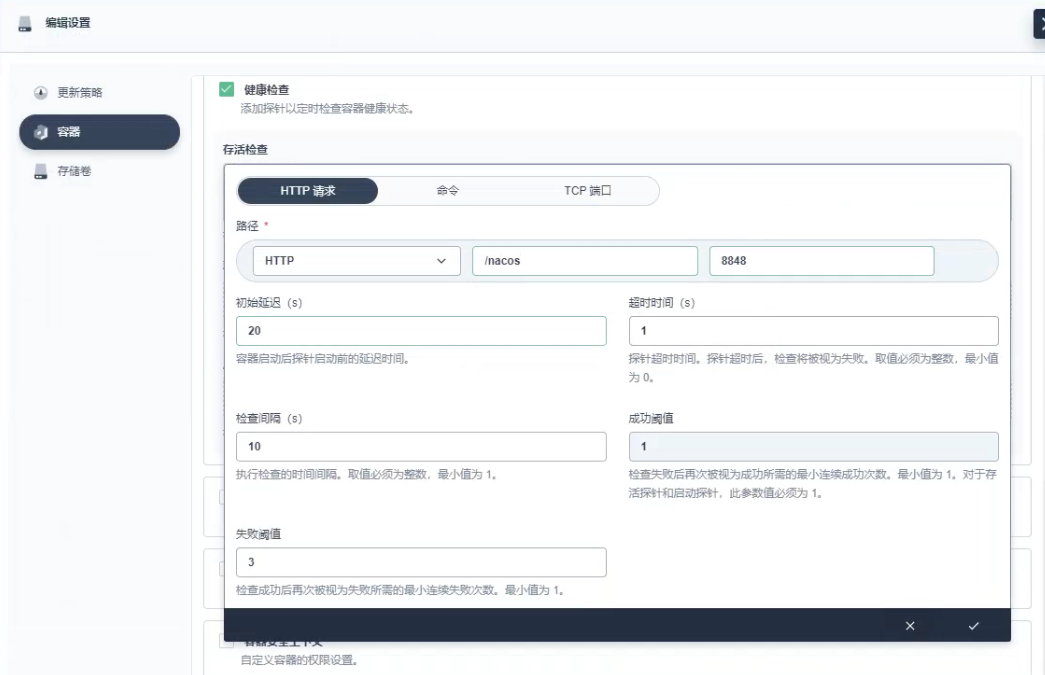 编辑设置
更新策略
容器
存储卷
健康检查
添加探针以定时检查容器健康状态。
存活检查
HTTP 请求
命令
TCP 端口
路径 *
HTTP
/nacos
8848
初始延迟（s）
20
容器启动后探针启动前的延迟时间。
超时时间（s）
1
探针超时时间。探针超时后，检查将被视为失败。取值必须为整数，最小值
为 0。
检查间隔（s）
10
执行检查的时间间隔。取值必须为整数，最小值为 1。
成功阈值
1
检查失败后再次被视为成功所需的最小连续成功次数。最小值为 1。对于存
活探针和启动探针，此参数值必须为 1。
失败阈值
3
检查成功后再次被视为失败所需的最小连续失败次数。最小值为 1。
容器安全上下文
自定义容器的权限设置。